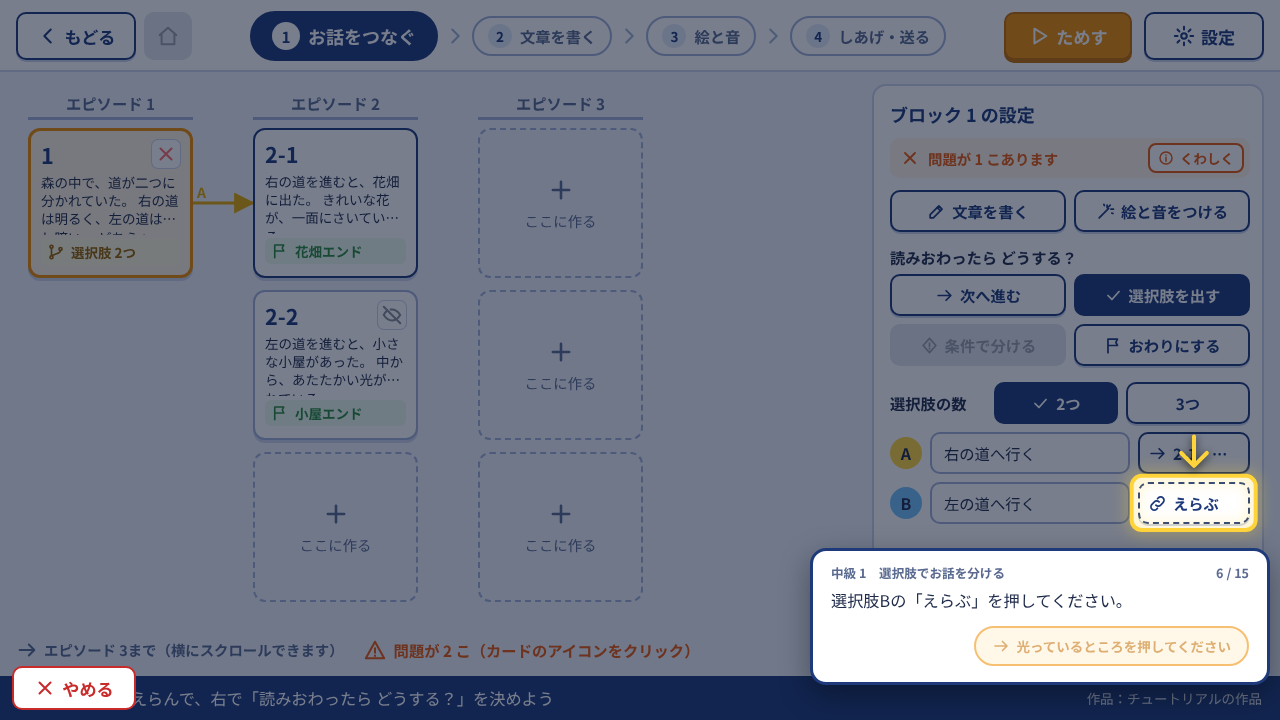 もどる
1 お話をつなぐ
2 文章を書く
3 絵と音
4 しあげ・送る
ためす
設定
エピソード 1
エピソード 2
エピソード 3
1
森の中で、道が二つに
分かれていた。 右の道
は明るく、左の道は…
選択肢 2つ
A
2-1
右の道を進むと、花畑
に出た。 きれいな花
が、一面にさいてい…
花畑エンド
2-2
左の道を進むと、小さ
な小屋があった。 中か
ら、あたたかい光が…
小屋エンド
ここに作る
ここに作る
ここに作る
ここに作る
ここに作る
ブロック 1 の設定
問題が 1 こあります
くわしく
文章を書く
絵と音をつける
読みおわったら どうする？
次へ進む
選択肢を出す
条件で分ける
おわりにする
選択肢の数
2つ
3つ
A 右の道へ行く
B 左の道へ行く
えらぶ
中級 1 選択肢でお話を分ける
6 / 15
選択肢Bの「えらぶ」を押してください。
光っているところを押してください
エピソード 3まで（横にスクロールできます）
問題が 2 こ（カードのアイコンをクリック）
やめる
えらんで、右で「読みおわったら どうする？」を決めよう
作品：チュートリアルの作品